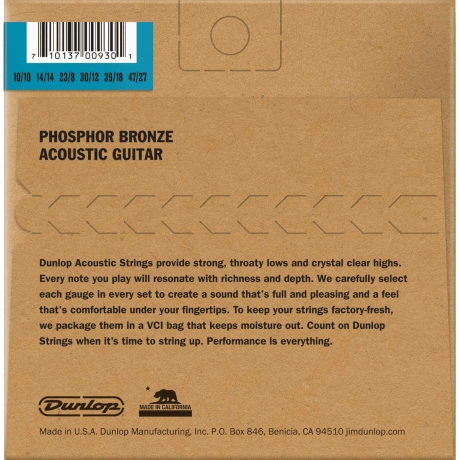 7 10137 00930 1
10/10 14/14 23/8 30/12 39/18 47/27
PHOSPHOR BRONZE
ACOUSTIC GUITAR
Dunlop Acoustic Strings provide strong, throaty lows and crystal clear highs.
Every note you play will resonate with richness and depth. We carefully select
each gauge in every set to create a sound that's full and pleasing and a feel
that's comfortable under your fingertips. To keep your strings factory-fresh,
we package them in a VCI bag that keeps moisture out. Count on Dunlop
Strings when it's time to string up. Performance is everything.
Dunlop MADE IN CALIFORNIA
Made in U.S.A. Dunlop Manufacturing, Inc. P.O. Box 846, Benicia, CA 94510 jimdunlop.com